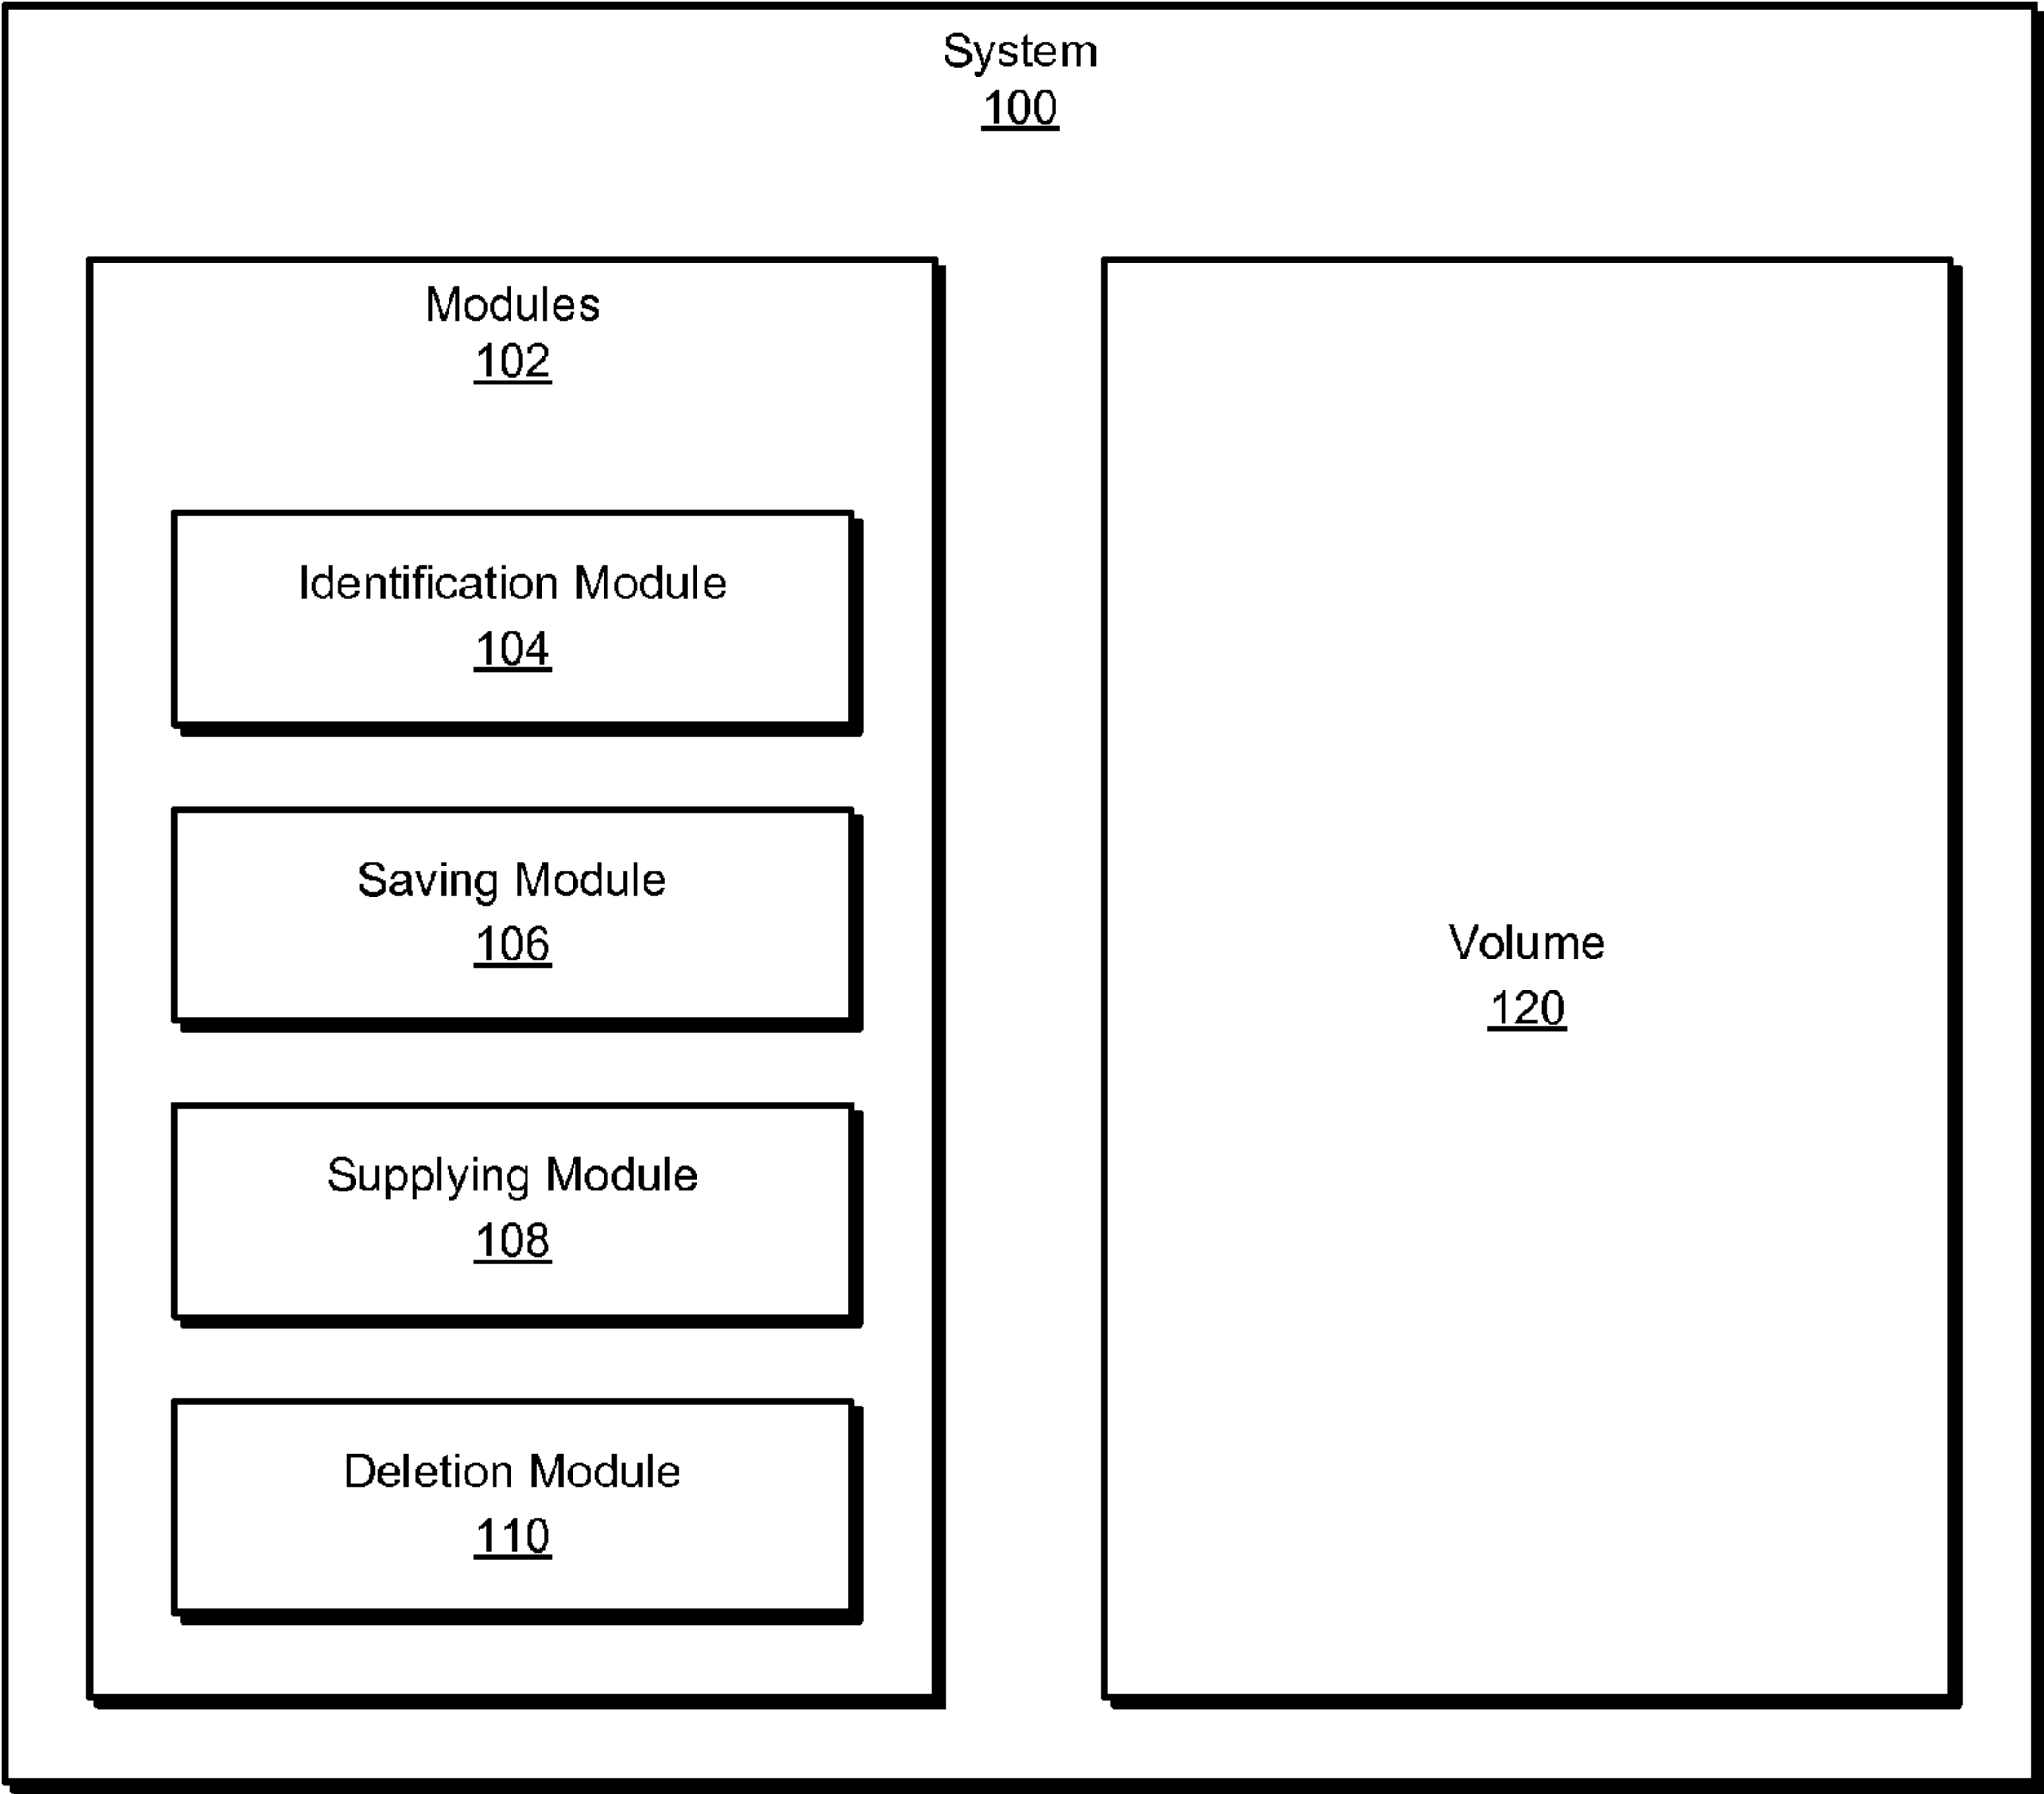 System
100
Modules
102
Identification Module
104
Saving Module
106
Supplying Module
108
Deletion Module
110
Volume
120